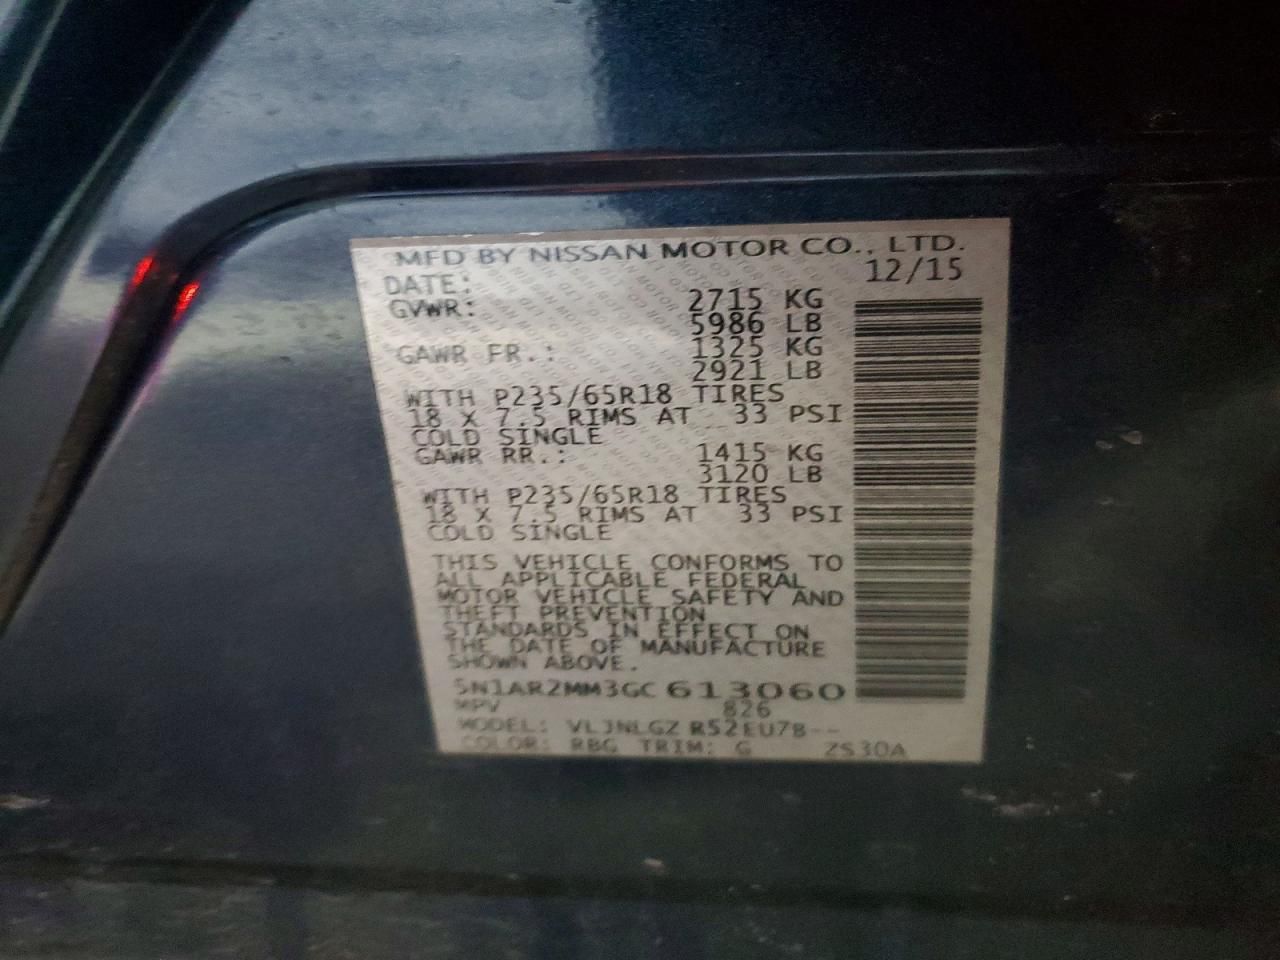 MFD BY NISSAN MOTOR CO., LTD.
DATE: 12/15
GVWR: 2715 KG
5986 LB
GAWR FR.: 1325 KG
2921 LB
WITH P235/65R18 TIRES
18 X 7.5 RIMS AT 33 PSI
COLD SINGLE
GAWR RR.: 1415 KG
3120 LB
WITH P235/65R18 TIRES
18 X 7.5 RIMS AT 33 PSI
COLD SINGLE
THIS VEHICLE CONFORMS TO
ALL APPLICABLE FEDERAL
MOTOR VEHICLE SAFETY AND
THEFT PREVENTION
STANDARDS IN EFFECT ON
THE DATE OF MANUFACTURE
SHOWN ABOVE.
5N1AR2MM3GC 613060
MPV 826
MODEL: VLJNLGZ R52EU7B--
COLOR: RBG TRIM: G ZS30A